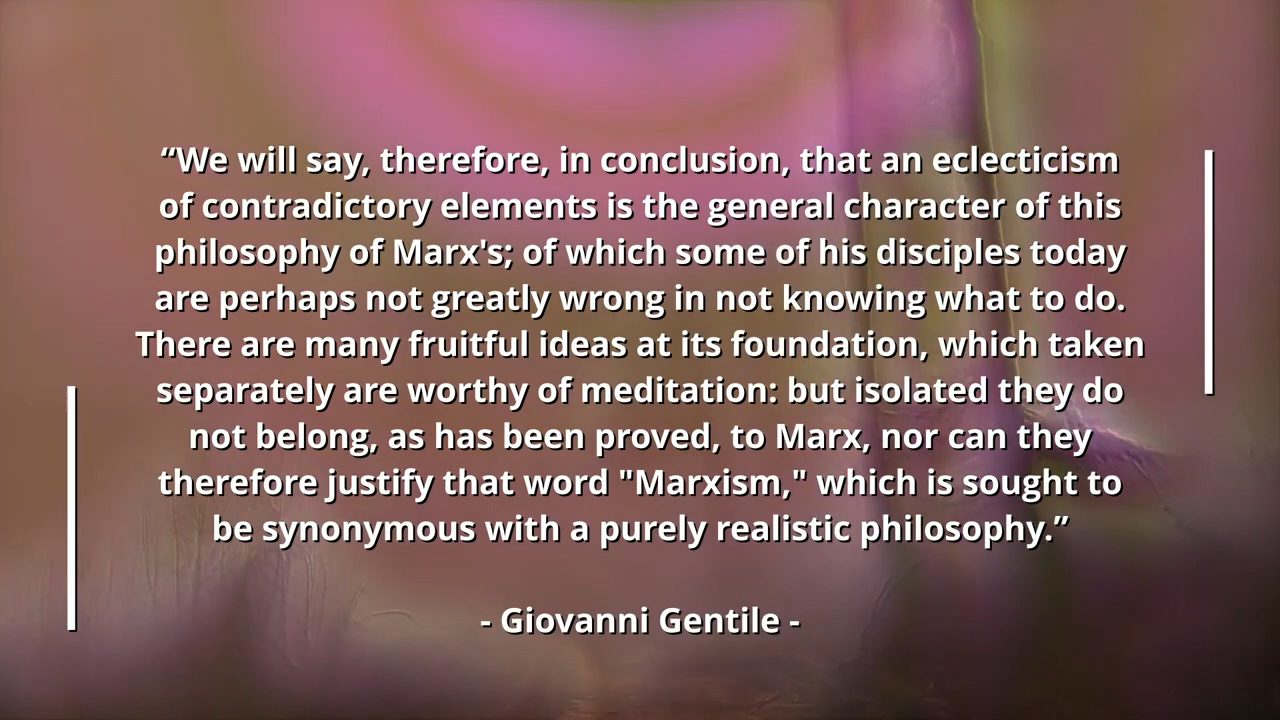 “We will say, therefore, in conclusion, that an eclecticism
of contradictory elements is the general character of this
philosophy of Marx's; of which some of his disciples today
are perhaps not greatly wrong in not knowing what to do.
There are many fruitful ideas at its foundation, which taken
separately are worthy of meditation: but isolated they do
not belong, as has been proved, to Marx, nor can they
therefore justify that word "Marxism," which is sought to
be synonymous with a purely realistic philosophy.”
- Giovanni Gentile -